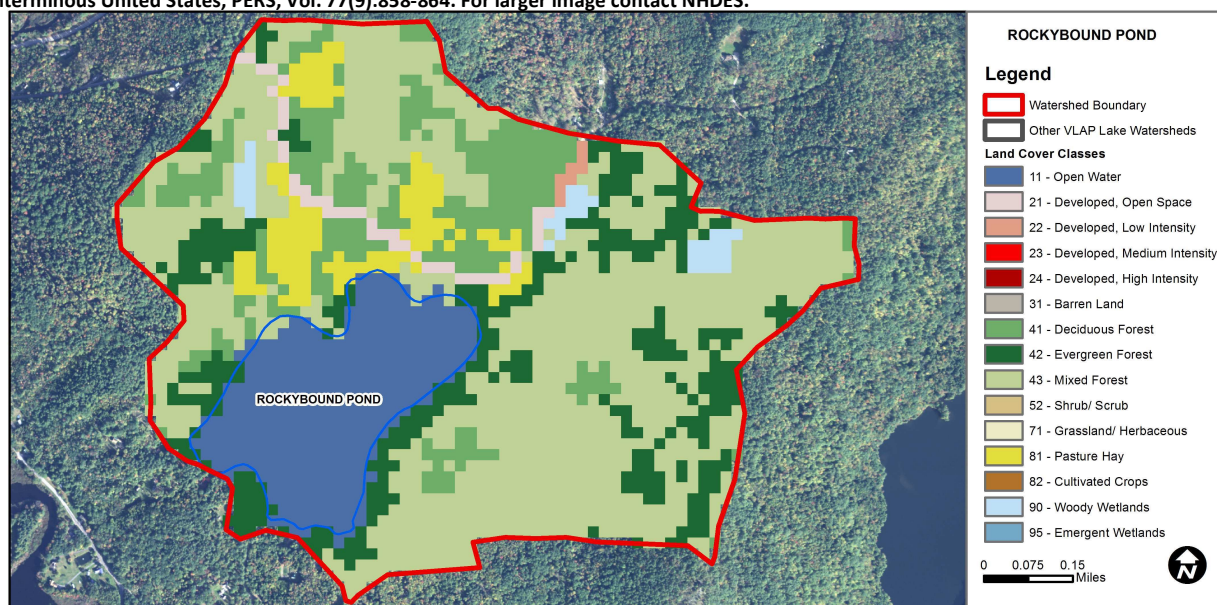 nterminous United States, PERS, Vol. 77(9):858-864. For larger image contact NHDES.
ROCKYBOUND POND
Legend
Watershed Boundary
Other VLAP Lake Watersheds
Land Cover Classes
11 - Open Water
21 - Developed, Open Space
22 - Developed, Low Intensity
23 - Developed, Medium Intensity
24 - Developed, High Intensity
31 - Barren Land
41 - Deciduous Forest
42 - Evergreen Forest
43 - Mixed Forest
52 - Shrub/ Scrub
71 - Grassland/ Herbaceous
81 - Pasture Hay
82 - Cultivated Crops
90 - Woody Wetlands
95 - Emergent Wetlands
0 0.075 0.15
Miles
N
ROCKYBOUND POND